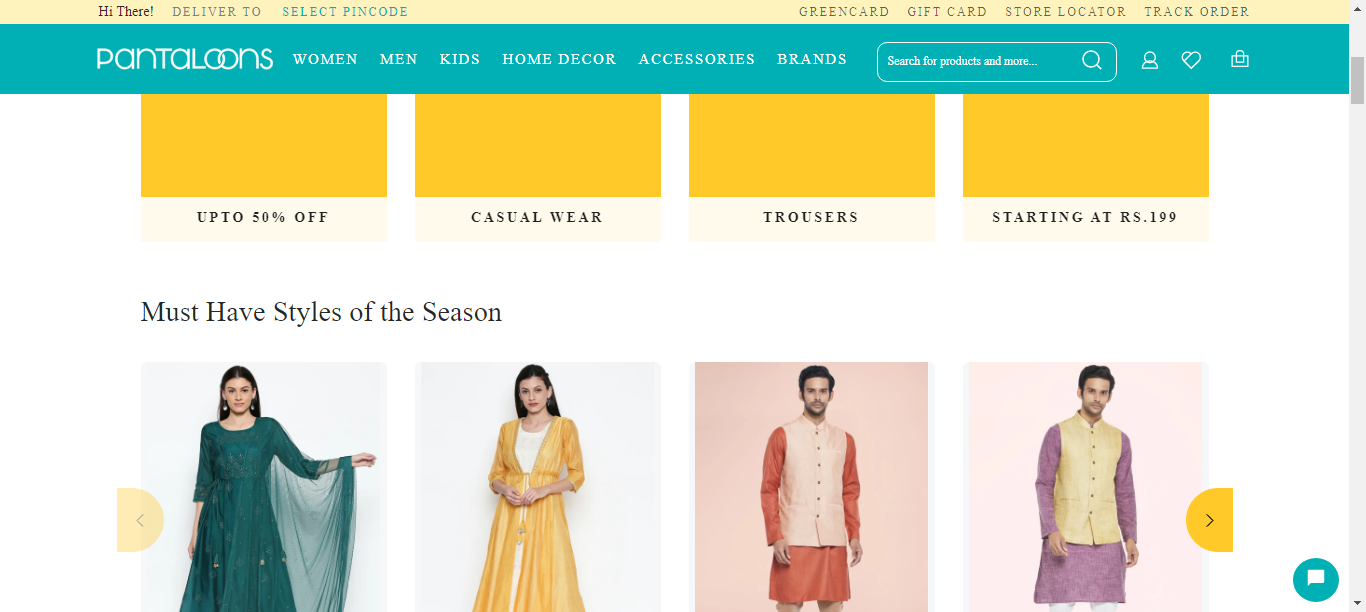 Hi There! DELIVER TO SELECT PINCODE GREENCARD GIFT CARD STORE LOCATOR TRACK ORDER
PANTALOONS WOMEN MEN KIDS HOME DECOR ACCESSORIES BRANDS Search for products and more...
UPTO 50% OFF CASUAL WEAR TROUSERS STARTING AT RS.199
Must Have Styles of the Season